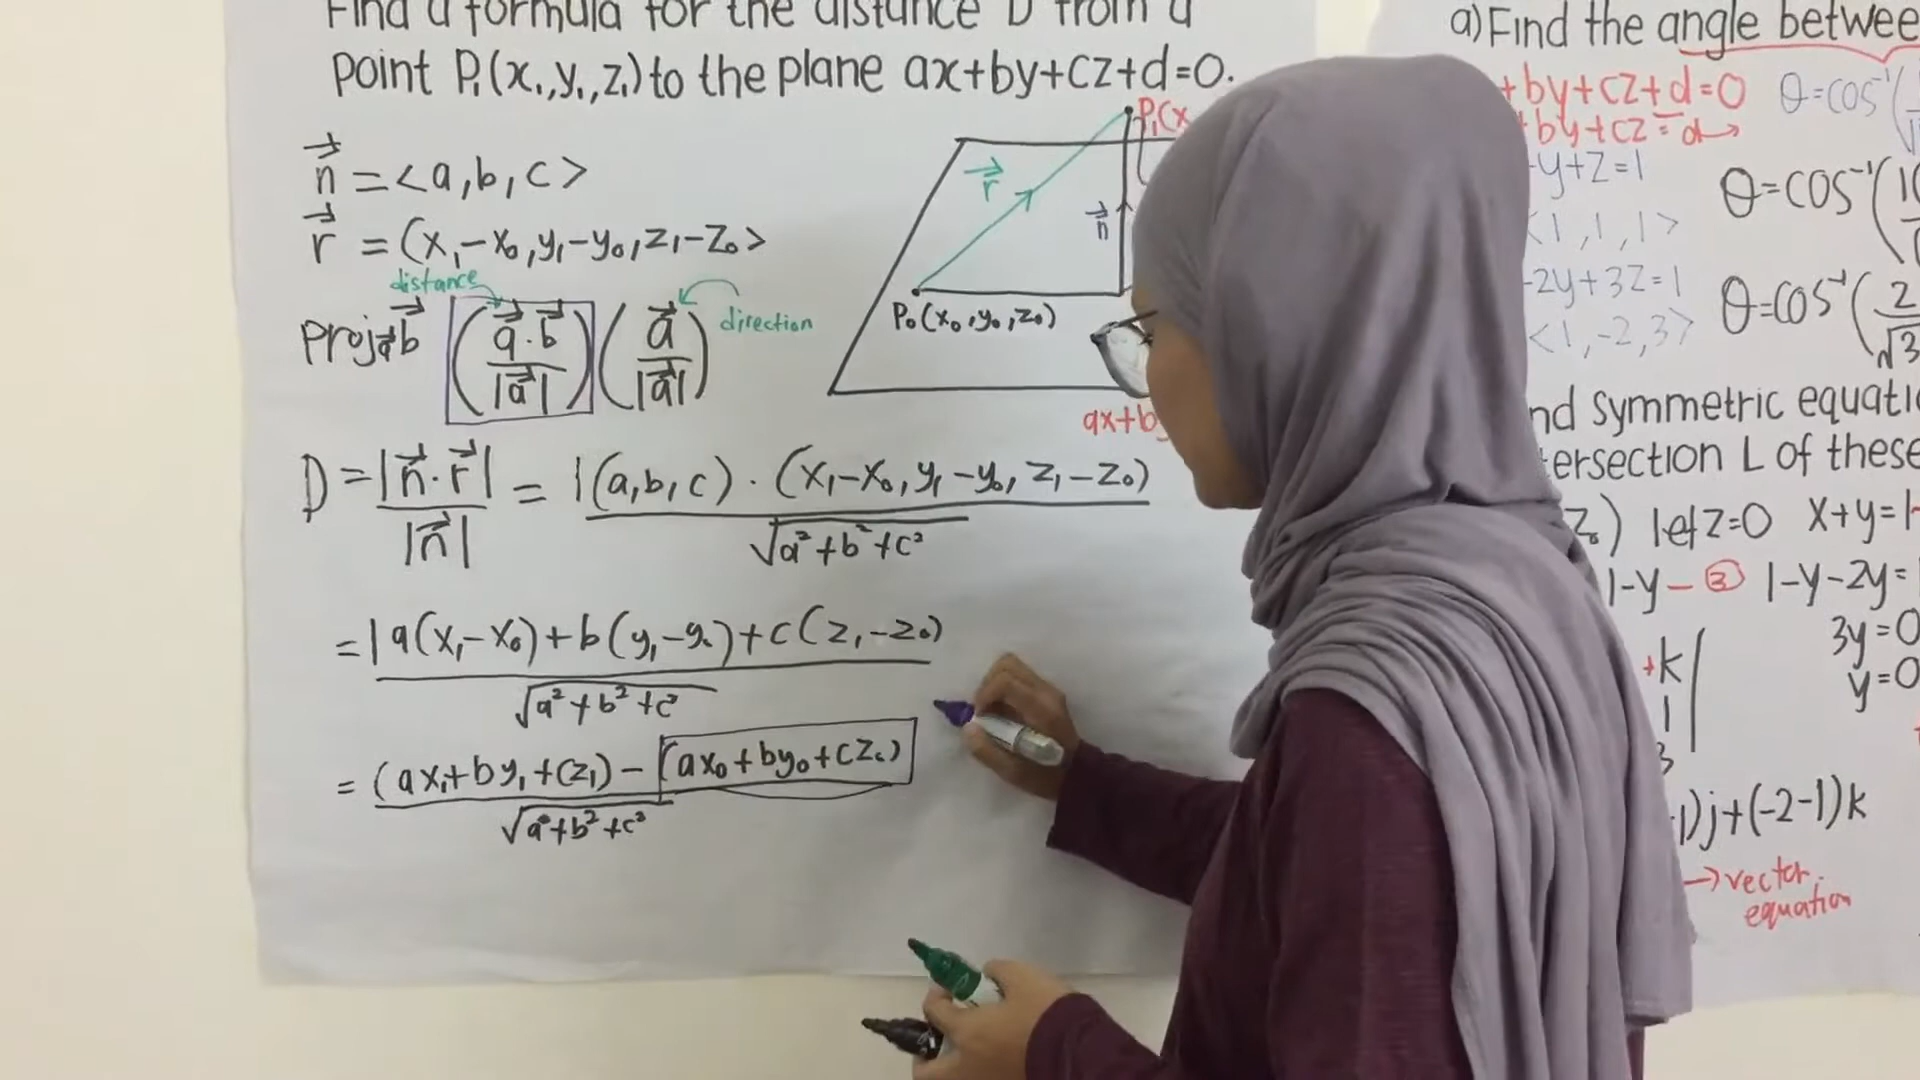 Find a formula for the distance D from a
point P₁(x₁,y₁,z₁) to the plane ax+by+cz+d=0.
n⃗ =<a,b,c>
r⃗ =(x₁-x₀,y₁-y₀,z₁-z₀>
distance
Proja⃗b⃗ (a⃗·b⃗/|a⃗|)(a⃗/|a⃗|)
direction
D=|n⃗·r⃗|/|n⃗| = |(a,b,c)·(x₁-x₀,y₁-y₀,z₁-z₀)/√a²+b²+c²
=|a(x₁-x₀)+b(y₁-y₀)+c(z₁-z₀)/√a²+b²+c²
=(ax₁+by₁+cz₁)-(ax₀+by₀+cz₀)/√a²+b²+c²
P₁(x
r⃗
n⃗
P₀(x₀,y₀,z₀)
ax+by
a)Find the angle betwee
+by+cz+d=0
+by+cz=-d→
θ=cos⁻¹(
-y+z=1
<1,1,1>
θ=cos⁻¹(
-2y+3z=1
<1,-2,3>
θ=cos⁻¹(2/√3
nd symmetric equati
tersection L of these
let z=0 x+y=1
1-y-③ 1-y-2y=
3y=0
y=0
+k
1
3
-1)j+(-2-1)k
→vector
equation